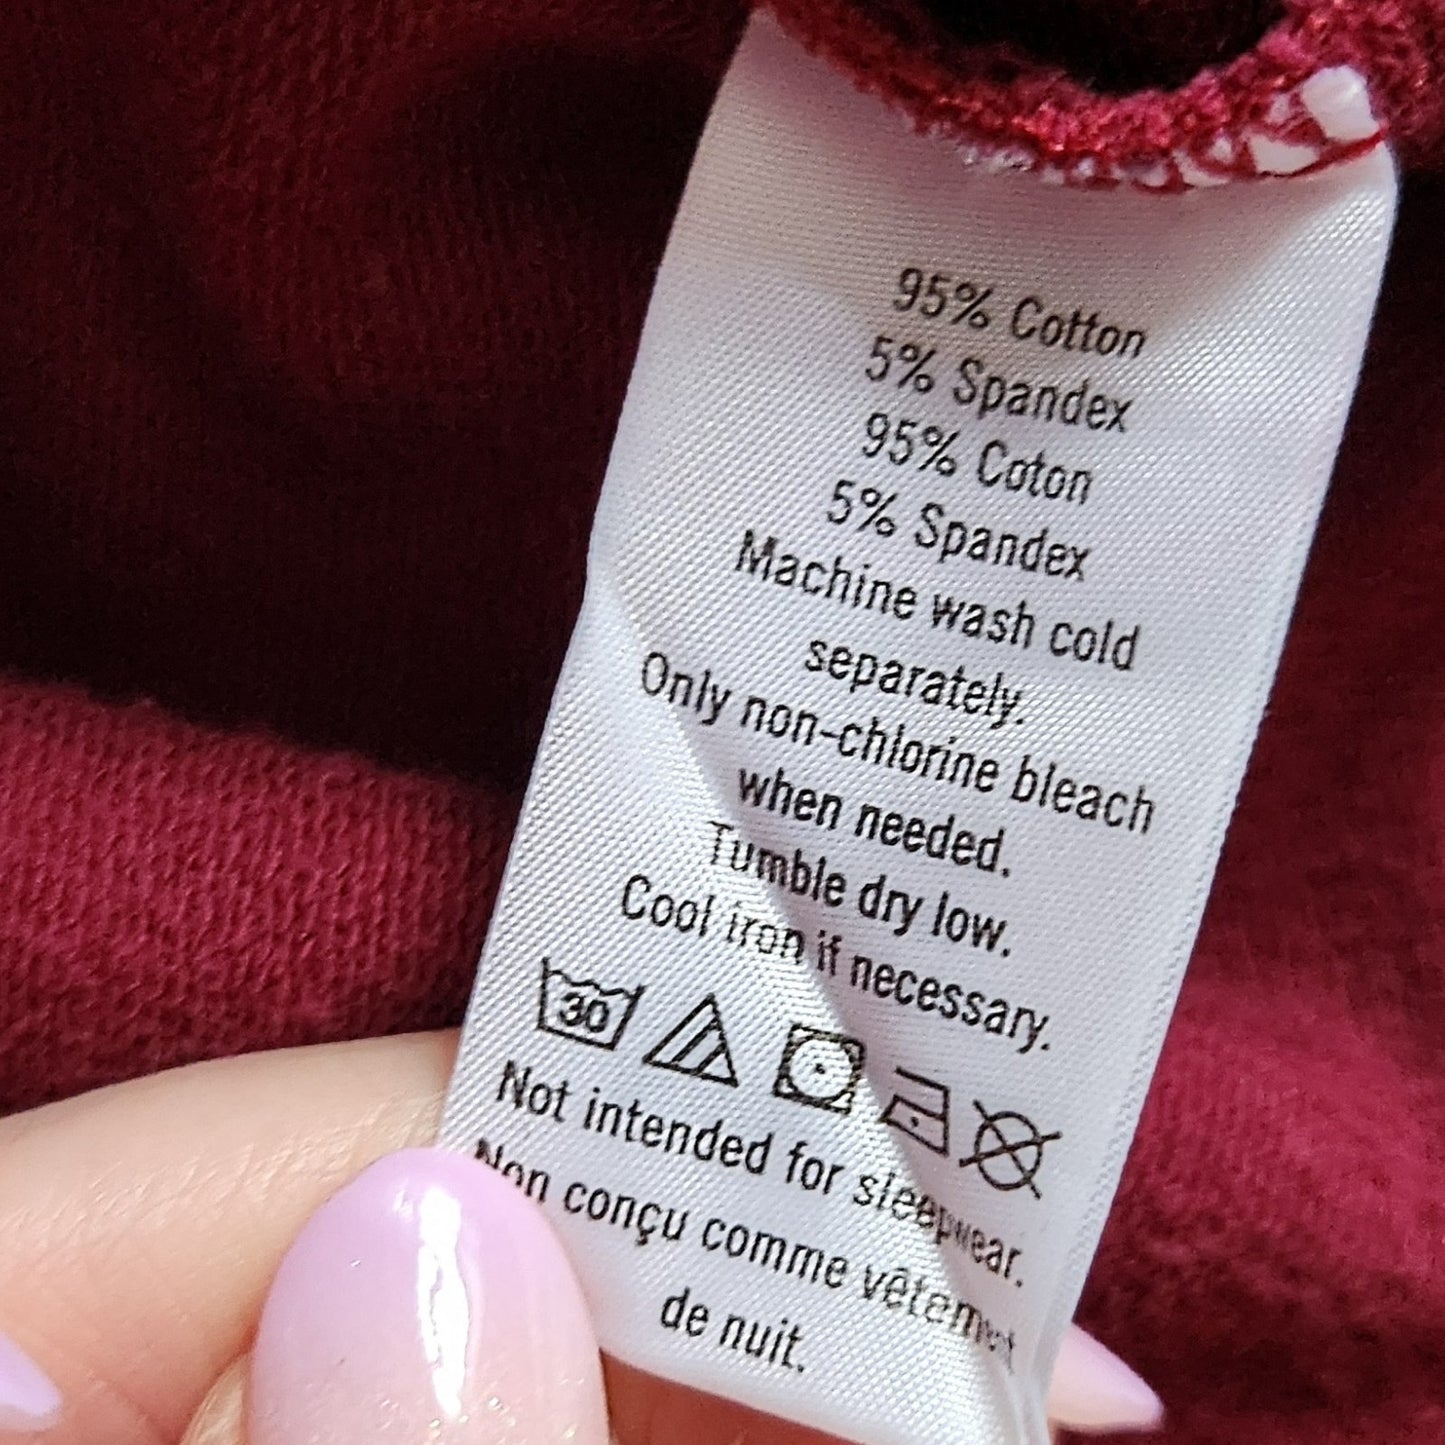 95% Cotton
5% Spandex
95% Coton
5% Spandex
Machine wash cold
separately.
Only non-chlorine bleach
when needed.
Tumble dry low.
Cool iron if necessary.
30
Not intended for sleepwear.
Non conçu comme vêtement
de nuit.